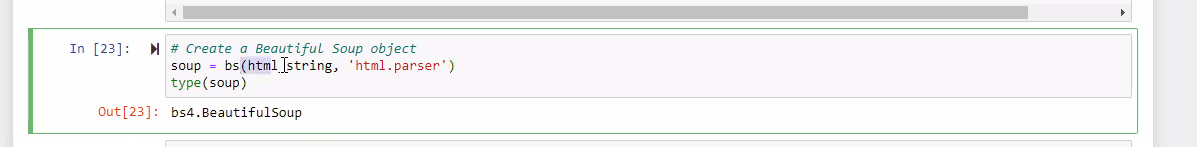 In [23]:
# Create a Beautiful Soup object
soup = bs(html_string, 'html.parser')
type(soup)
Out[23]:
bs4.BeautifulSoup